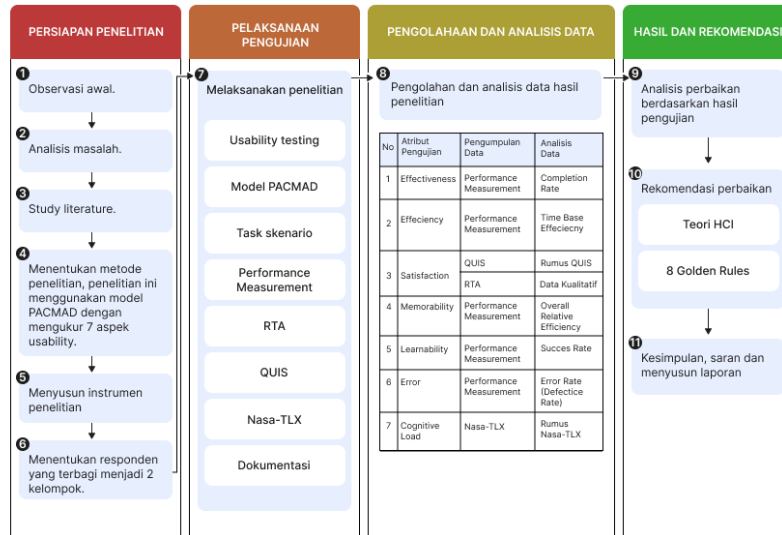 PERSIAPAN PENELITIAN
1
Observasi awal.
2
Analisis masalah.
3
Study literature.
4
Menentukan metode
penelitian, penelitian ini
menggunakan model
PACMAD dengan
mengukur 7 aspek
usability.
5
Menyusun instrumen
penelitian
6
Menentukan responden
yang terbagi menjadi 2
kelompok.
PELAKSANAAN
PENGUJIAN
7
Melaksanakan penelitian
Usability testing
Model PACMAD
Task skenario
Performance
Measurement
RTA
QUIS
Nasa-TLX
Dokumentasi
PENGOLAHAAN DAN ANALISIS DATA
8
Pengolahan dan analisis data hasil
penelitian
No
Atribut
Pengujian
Pengumpulan
Data
Analisis
Data
1
Effectiveness
Performance
Measurement
Completion
Rate
2
Effeciency
Performance
Measurement
Time Base
Effeciecny
3
Satisfaction
QUIS
Rumus QUIS
RTA
Data Kualitatif
4
Memorability
Performance
Measurement
Overall
Relative
Efficiency
5
Learnability
Performance
Measurement
Succes Rate
6
Error
Performance
Measurement
Error Rate
(Defectice
Rate)
7
Cognitive
Load
Nasa-TLX
Rumus
Nasa-TLX
HASIL DAN REKOMENDASI
9
Analisis perbaikan
berdasarkan hasil
pengujian
10
Rekomendasi perbaikan
Teori HCI
8 Golden Rules
11
Kesimpulan, saran dan
menyusun laporan